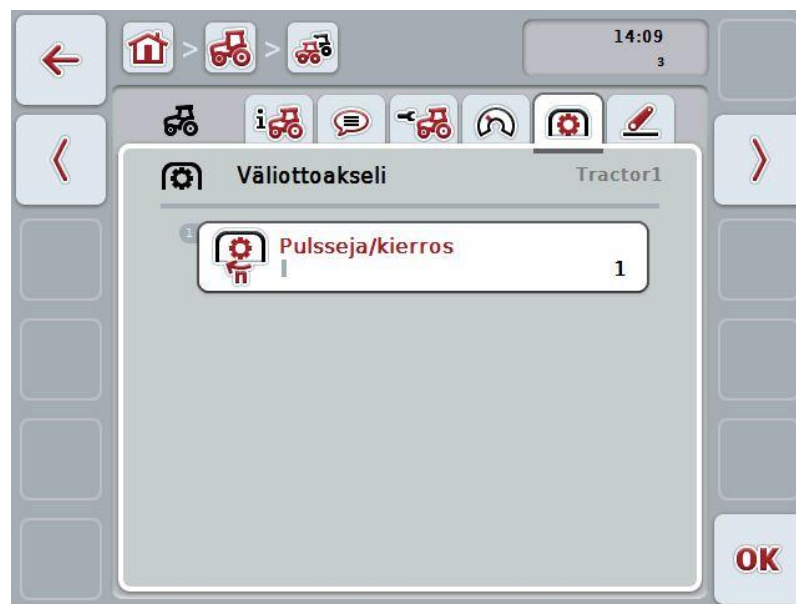 14:09
3
i
Väliottoakseli
Tractor1
1
Pulsseja/kierros
n
1
OK